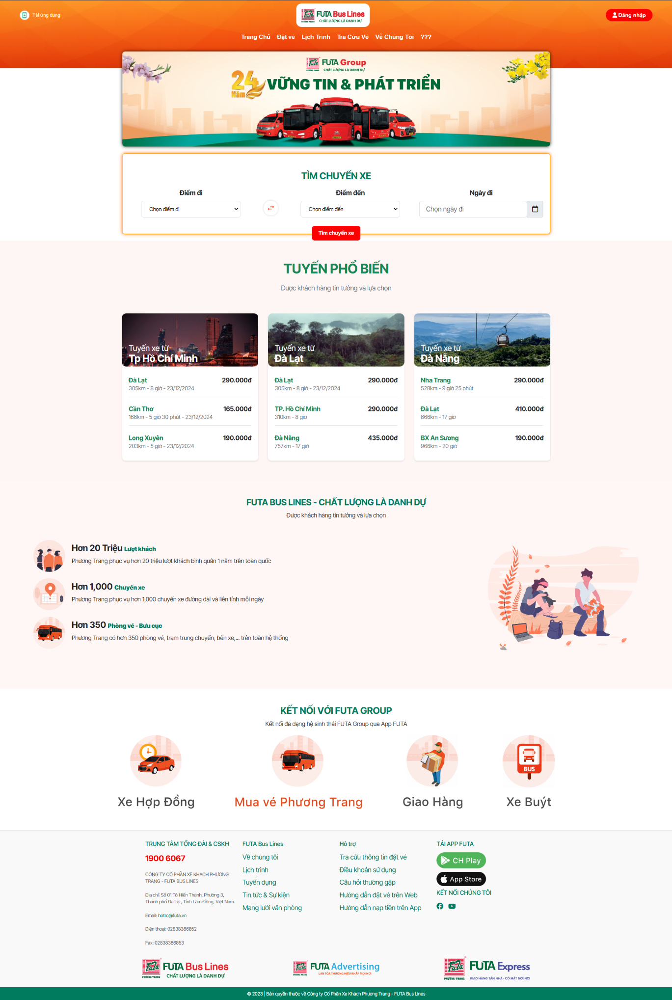 Tải ứng dụng
FUTA Bus Lines
PHƯƠNG TRANG
CHẤT LƯỢNG LÀ DANH DỰ
Đăng nhập
Trang Chủ Đặt vé Lịch Trình Tra Cứu Vé Về Chúng Tôi ???
FUTA Group
PHƯƠNG TRANG
CHẤT LƯỢNG LÀ DANH DỰ
24 Năm VỮNG TIN & PHÁT TRIỂN
TÌM CHUYẾN XE
Điểm đi Điểm đến Ngày đi
Chọn điểm đi Chọn điểm đến Chọn ngày đi
Tìm chuyến xe
TUYẾN PHỔ BIẾN
Được khách hàng tin tưởng và lựa chọn
Tuyến xe từ
Tp Hồ Chí Minh
Đà Lạt 290.000đ
305km - 8 giờ - 23/12/2024
Cần Thơ 165.000đ
166km - 5 giờ 30 phút - 23/12/2024
Long Xuyên 190.000đ
203km - 5 giờ - 23/12/2024
Tuyến xe từ
Đà Lạt
Đà Lạt 290.000đ
305km - 8 giờ - 23/12/2024
TP. Hồ Chí Minh 290.000đ
310km - 8 giờ
Đà Nẵng 435.000đ
757km - 17 giờ
Tuyến xe từ
Đà Nẵng
Nha Trang 290.000đ
528km - 9 giờ 25 phút
Đà Lạt 410.000đ
666km - 17 giờ
BX An Sương 190.000đ
966km - 20 giờ
FUTA BUS LINES - CHẤT LƯỢNG LÀ DANH DỰ
Được khách hàng tin tưởng và lựa chọn
Hơn 20 Triệu Lượt khách
Phương Trang phục vụ hơn 20 triệu lượt khách bình quân 1 năm trên toàn quốc
Hơn 1,000 Chuyến xe
Phương Trang phục vụ hơn 1,000 chuyến xe đường dài và liên tỉnh mỗi ngày
Hơn 350 Phòng vé - Bưu cục
Phương Trang có hơn 350 phòng vé, trạm trung chuyển, bến xe,... trên toàn hệ thống
KẾT NỐI VỚI FUTA GROUP
Kết nối đa dạng hệ sinh thái FUTA Group qua App FUTA
BUS
Xe Hợp Đồng Mua vé Phương Trang Giao Hàng Xe Buýt
TRUNG TÂM TỔNG ĐÀI & CSKH
1900 6067
CÔNG TY CỔ PHẦN XE KHÁCH PHƯƠNG
TRANG - FUTA BUS LINES
Địa chỉ: Số 01 Tô Hiến Thành, Phường 3,
Thành phố Đà Lạt, Tỉnh Lâm Đồng, Việt Nam.
Email: hotro@futa.vn
Điện thoại: 02838386852
Fax: 02838386853
FUTA Bus Lines
Về chúng tôi
Lịch trình
Tuyển dụng
Tin tức & Sự kiện
Mạng lưới văn phòng
Hỗ trợ
Tra cứu thông tin đặt vé
Điều khoản sử dụng
Câu hỏi thường gặp
Hướng dẫn đặt vé trên Web
Hướng dẫn nạp tiền trên App
TẢI APP FUTA
CH Play
App Store
KẾT NỐI CHÚNG TÔI
FUTA Bus Lines
PHƯƠNG TRANG
CHẤT LƯỢNG LÀ DANH DỰ
FUTA Advertising
PHƯƠNG TRANG
LAN TỎA THƯƠNG HIỆU KHẮP MỌI NƠI
FUTA Express
PHƯƠNG TRANG
GIAO HÀNG TẬN NHÀ - CÓ MẶT NƠI NƠI
© 2023 | Bản quyền thuộc về Công ty Cổ Phần Xe Khách Phương Trang - FUTA Bus Lines